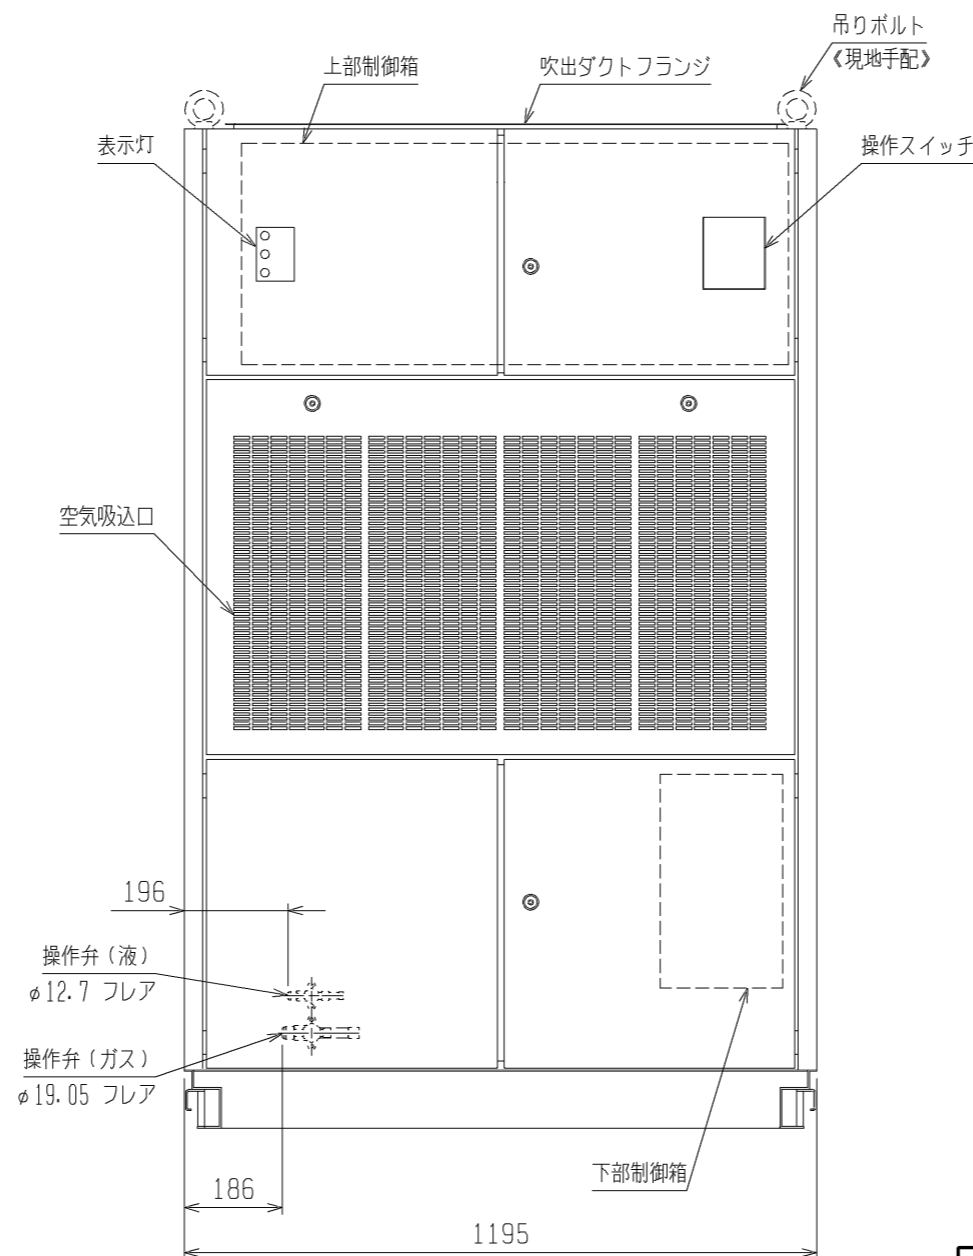 吊りボルト
《現地手配》
上部制御箱
吹出ダクトフランジ
表示灯
操作スイッチ
空気吸込口
196
操作弁（液）
φ12.7 フレア
操作弁（ガス）
φ19.05 フレア
下部制御箱
186
1195